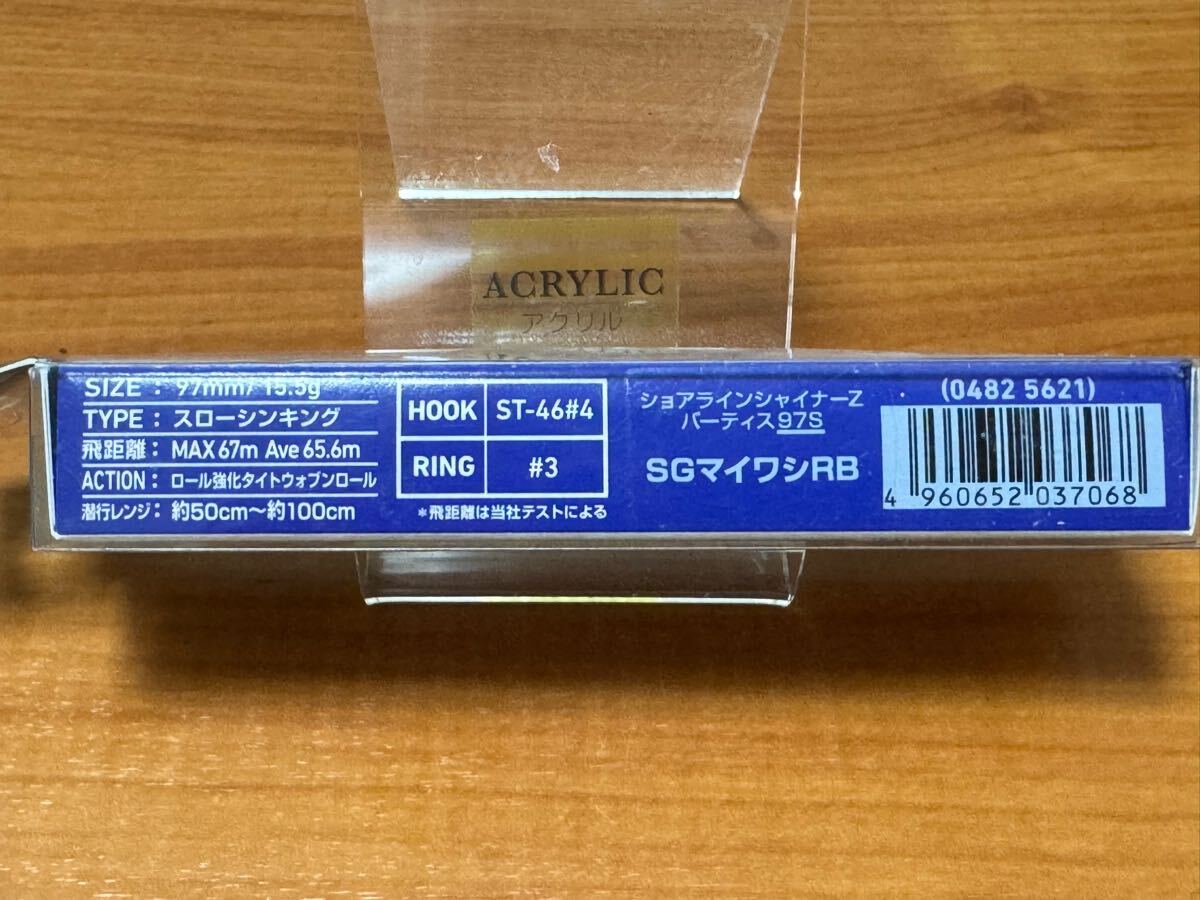 ACRYLIC
アクリル
SIZE : 97mm/15.5g
TYPE : スローシンキング
飛距離 : MAX 67m Ave 65.6m
ACTION : ロール強化タイトウォブンロール
潜行レンジ : 約50cm〜約100cm
HOOK ST-46#4
RING #3
*飛距離は当社テストによる
ショアラインシャイナーZ
バーティス97S
SGマイワシRB
(0482 5621)
4 960652 037068